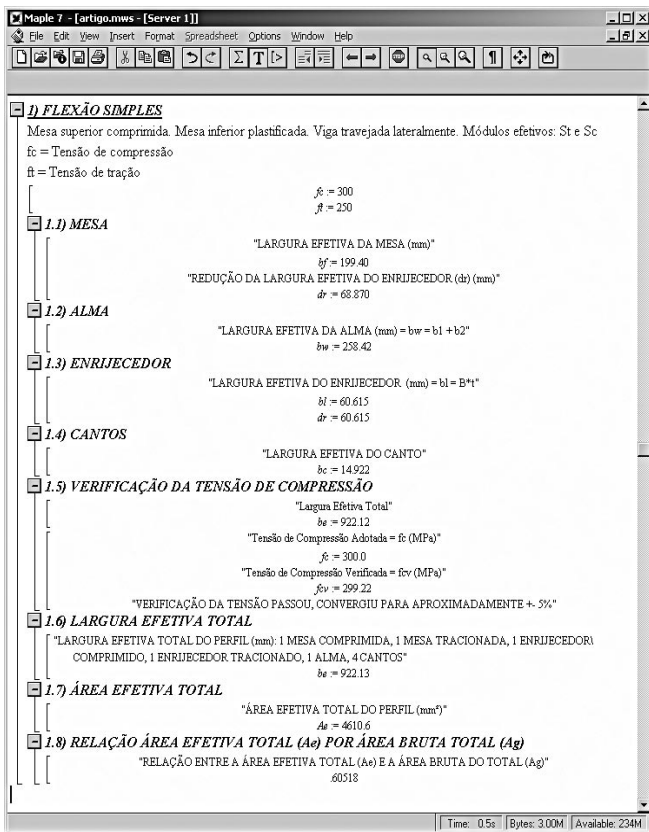 Maple 7 - [artigo.mws - [Server 1]]
File Edit View Insert Format Spreadsheet Options Window Help
1) FLEXÃO SIMPLES
Mesa superior comprimida. Mesa inferior plastificada. Viga travejada lateralmente. Módulos efetivos: St e Sc
fc = Tensão de compressão
ft = Tensão de tração
fc := 300
ft := 250
1.1) MESA
"LARGURA EFETIVA DA MESA (mm)"
bf := 199.40
"REDUÇÃO DA LARGURA EFETIVA DO ENRIJECEDOR (dr) (mm)"
dr := 68.870
1.2) ALMA
"LARGURA EFETIVA DA ALMA (mm) = bw = b1 + b2"
bw := 258.42
1.3) ENRIJECEDOR
"LARGURA EFETIVA DO ENRIJECEDOR (mm) = bl = B*t"
bl := 60.615
dr := 60.615
1.4) CANTOS
"LARGURA EFETIVA DO CANTO"
bc := 14.922
1.5) VERIFICAÇÃO DA TENSÃO DE COMPRESSÃO
"Largura Efetiva Total"
be := 922.12
"Tensão de Compressão Adotada = fc (MPa)"
fc := 300.0
"Tensão de Compressão Verificada = fcv (MPa)"
fcv := 299.22
"VERIFICAÇÃO DA TENSÃO PASSOU, CONVERGIU PARA APROXIMADAMENTE +- 5%"
1.6) LARGURA EFETIVA TOTAL
"LARGURA EFETIVA TOTAL DO PERFIL (mm): 1 MESA COMPRIMIDA, 1 MESA TRACIONADA, 1 ENRIJECEDOR\
COMPRIMIDO, 1 ENRIJECEDOR TRACIONADO, 1 ALMA, 4 CANTOS"
be := 922.13
1.7) ÁREA EFETIVA TOTAL
"ÁREA EFETIVA TOTAL DO PERFIL (mm²)"
Ae := 4610.6
1.8) RELAÇÃO ÁREA EFETIVA TOTAL (Ae) POR ÁREA BRUTA TOTAL (Ag)
"RELAÇÃO ENTRE A ÁREA EFETIVA TOTAL (Ae) E A ÁREA BRUTA DO TOTAL (Ag)"
.60518
Time: 0.5s Bytes: 3.00M Available: 234M